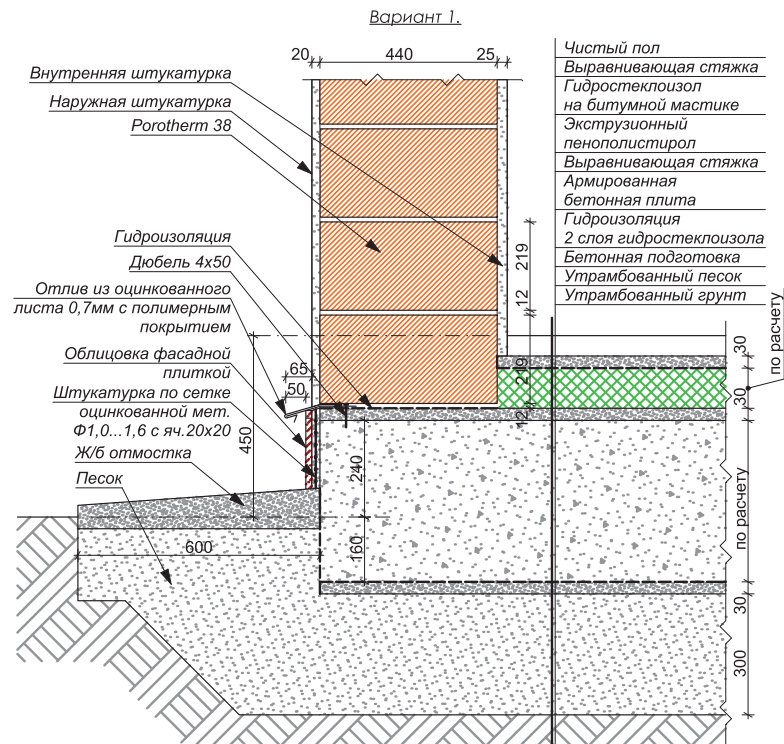 Вариант 1.
20
440
25
Внутренняя штукатурка
Наружная штукатурка
Porotherm 38
Гидроизоляция
Дюбель 4х50
Отлив из оцинкованного
листа 0,7мм с полимерным
покрытием
Облицовка фасадной
плиткой
Штукатурка по сетке
оцинкованной мет.
Ф1,0...1,6 с яч.20х20
Ж/б отмостка
Песок
Чистый пол
Выравнивающая стяжка
Гидростеклоизол
на битумной мастике
Экструзионный
пенополистирол
Выравнивающая стяжка
Армированная
бетонная плита
Гидроизоляция
2 слоя гидростеклоизола
Бетонная подготовка
Утрамбованный песок
Утрамбованный грунт
219
12
219
12
65
50
450
240
160
600
30
30
по расчету
по расчету
30
300